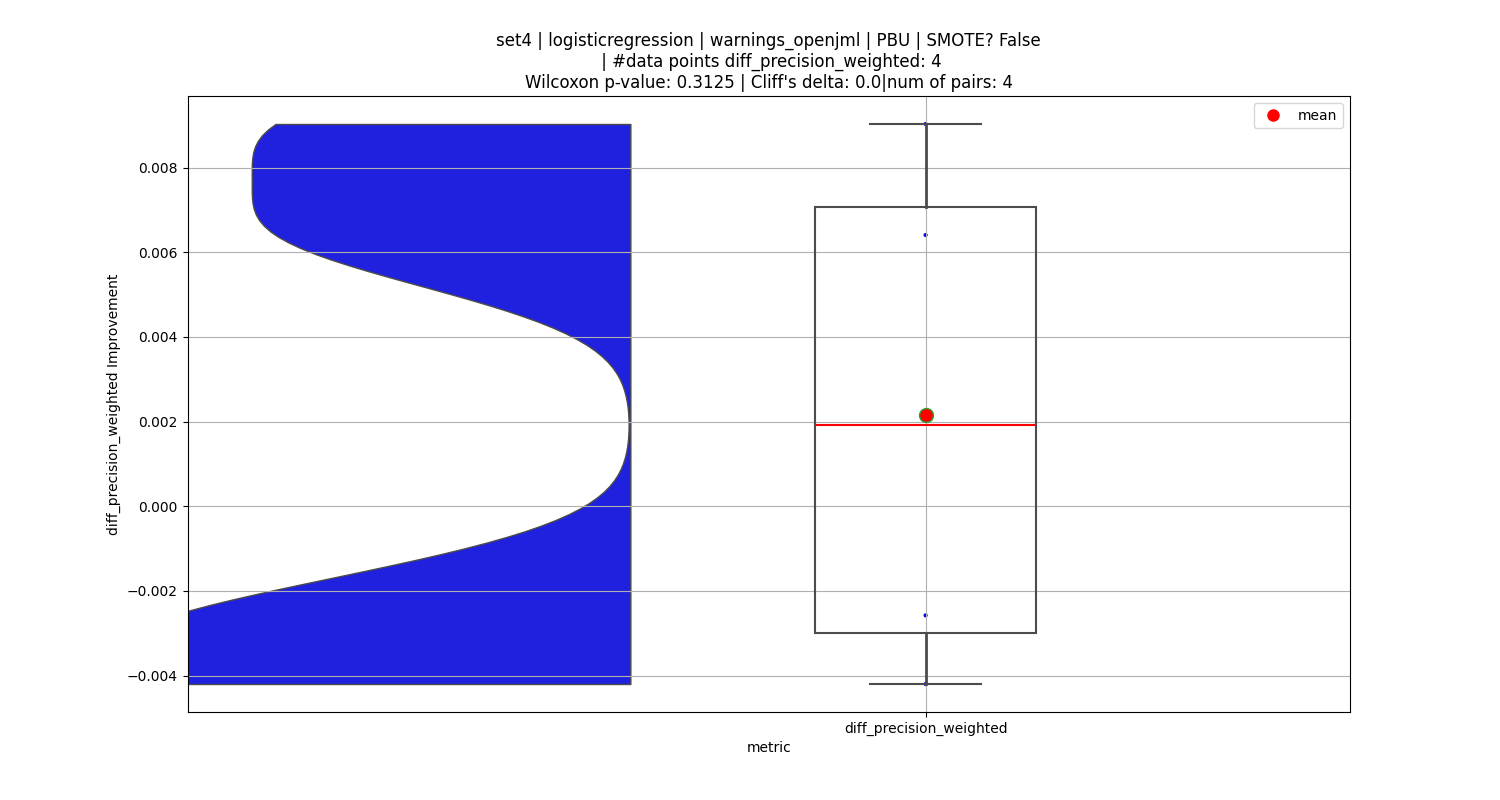 set4 | logisticregression | warnings_openjml | PBU | SMOTE? False
| #data points diff_precision_weighted: 4
Wilcoxon p-value: 0.3125 | Cliff's delta: 0.0|num of pairs: 4
mean
0.008
0.006
0.004
0.002
0.000
−0.002
−0.004
diff_precision_weighted Improvement
diff_precision_weighted
metric